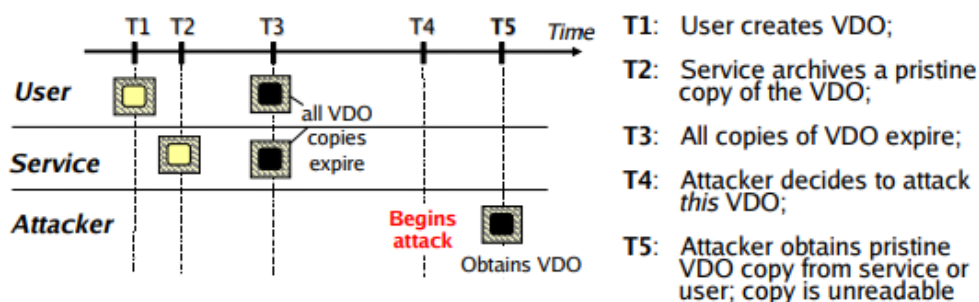 T1 T2 T3 T4 T5 Time
User
all VDO
copies
expire
Service
Attacker
Begins
attack
Obtains VDO
T1: User creates VDO;
T2: Service archives a pristine
copy of the VDO;
T3: All copies of VDO expire;
T4: Attacker decides to attack
this VDO;
T5: Attacker obtains pristine
VDO copy from service or
user; copy is unreadable